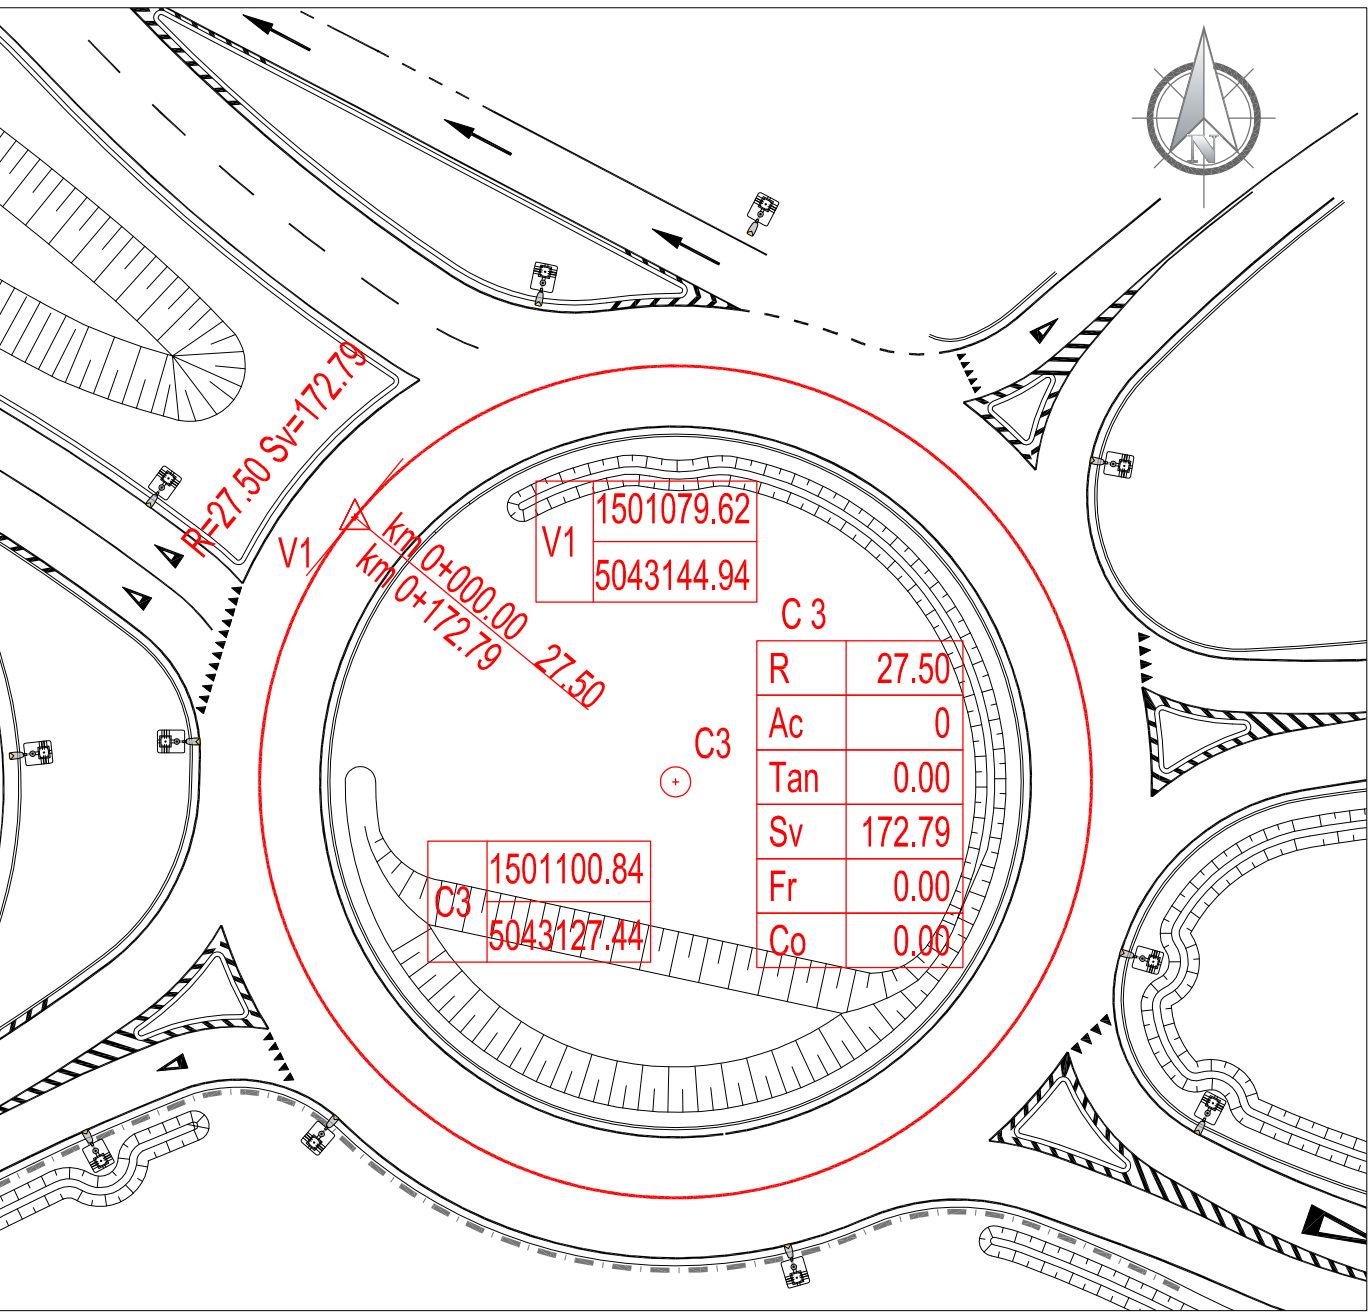 N
R=27.50 Sv=172.79
V1
km 0+000.00
km 0+172.79
27.50
V1
1501079.62
5043144.94
C 3
R 27.50
Ac 0
Tan 0.00
Sv 172.79
Fr 0.00
Co 0.00
C3
C3
1501100.84
5043127.44